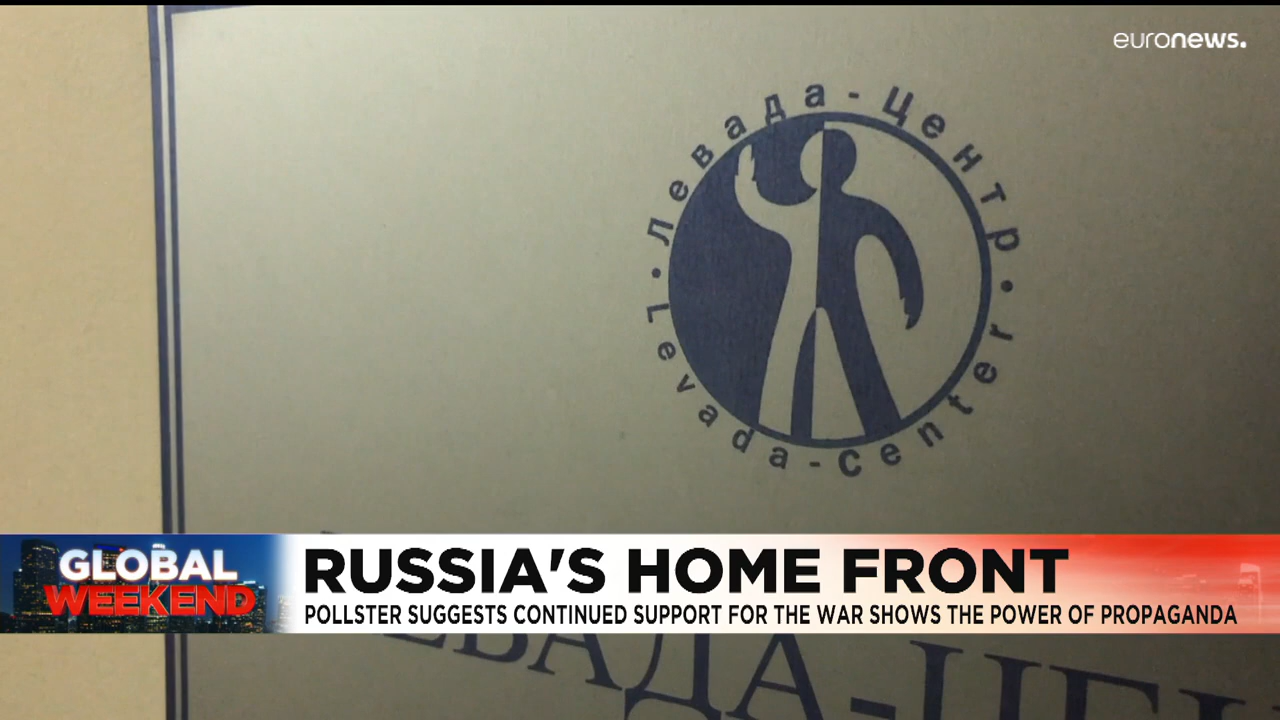 euronews.
Левада-Центр
Levada-Center
GLOBAL
WEEKEND
RUSSIA'S HOME FRONT
POLLSTER SUGGESTS CONTINUED SUPPORT FOR THE WAR SHOWS THE POWER OF PROPAGANDA